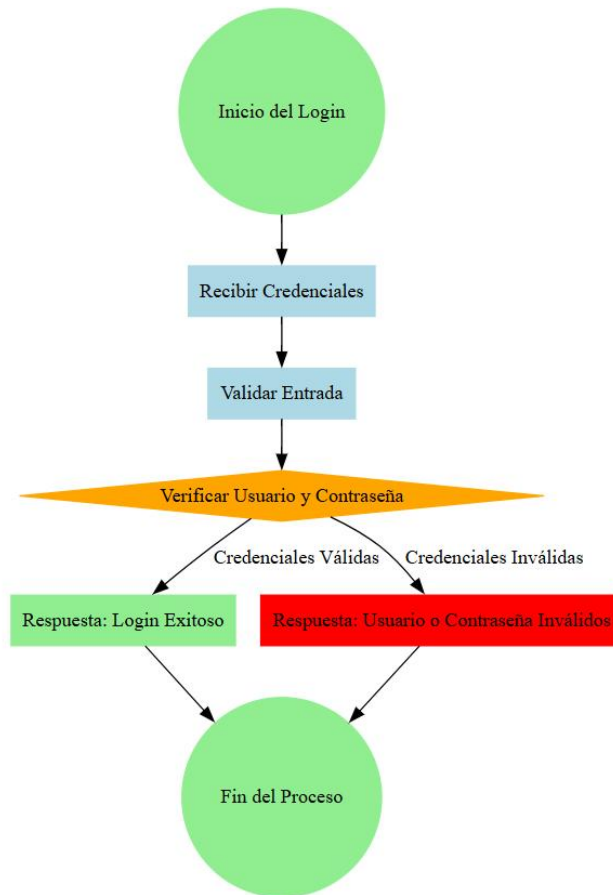 Inicio del Login
Recibir Credenciales
Validar Entrada
Verificar Usuario y Contraseña
Credenciales Válidas
Credenciales Inválidas
Respuesta: Login Exitoso
Respuesta: Usuario o Contraseña Inválidos
Fin del Proceso